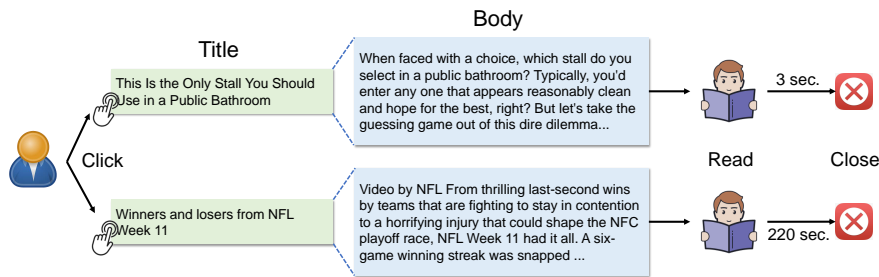 Body
Title
When faced with a choice, which stall do you
select in a public bathroom? Typically, you'd
enter any one that appears reasonably clean
and hope for the best, right? But let's take the
guessing game out of this dire dilemma...
This Is the Only Stall You Should
Use in a Public Bathroom
3 sec.
Click
Read
Close
Winners and losers from NFL
Week 11
Video by NFL From thrilling last-second wins
by teams that are fighting to stay in contention
to a horrifying injury that could shape the NFC
playoff race, NFL Week 11 had it all. A six-
game winning streak was snapped ...
220 sec.